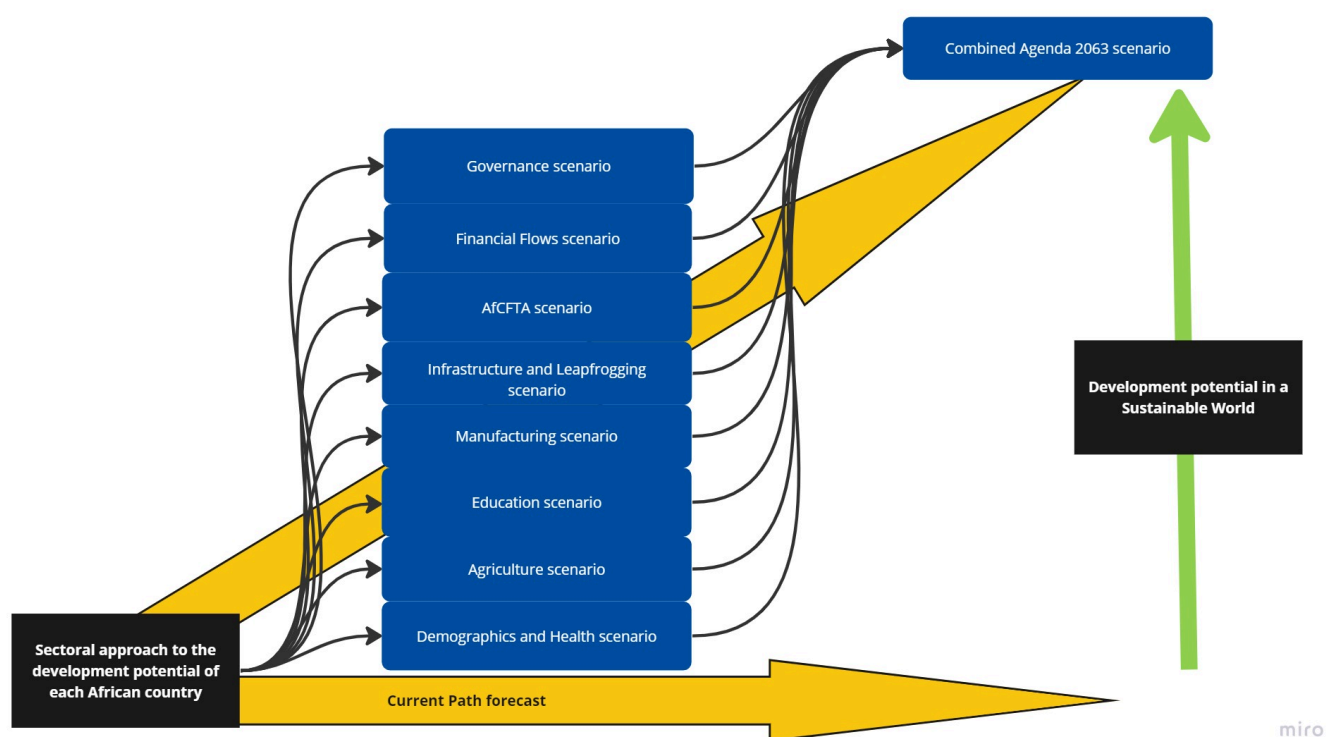 Combined Agenda 2063 scenario
Governance scenario
Financial Flows scenario
AfCFTA scenario
Infrastructure and Leapfrogging
scenario
Manufacturing scenario
Education scenario
Agriculture scenario
Demographics and Health scenario
Development potential in a
Sustainable World
Sectoral approach to the
development potential of
each African country
Current Path forecast
miro